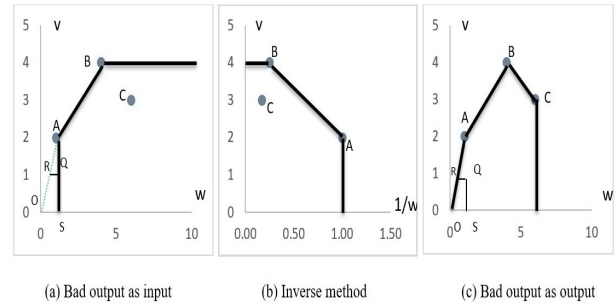 5
V
4
B
3
C
2
A
1
R
Q
0
O
W
0
5
10
S
5
V
4
B
3
C
2
A
1
0
1/w
0.00
0.50
1.00
1.50
5
V
4
B
3
C
2
A
1
R
Q
0
W
0
O
S
5
10
(a) Bad output as input
(b) Inverse method
(c) Bad output as output